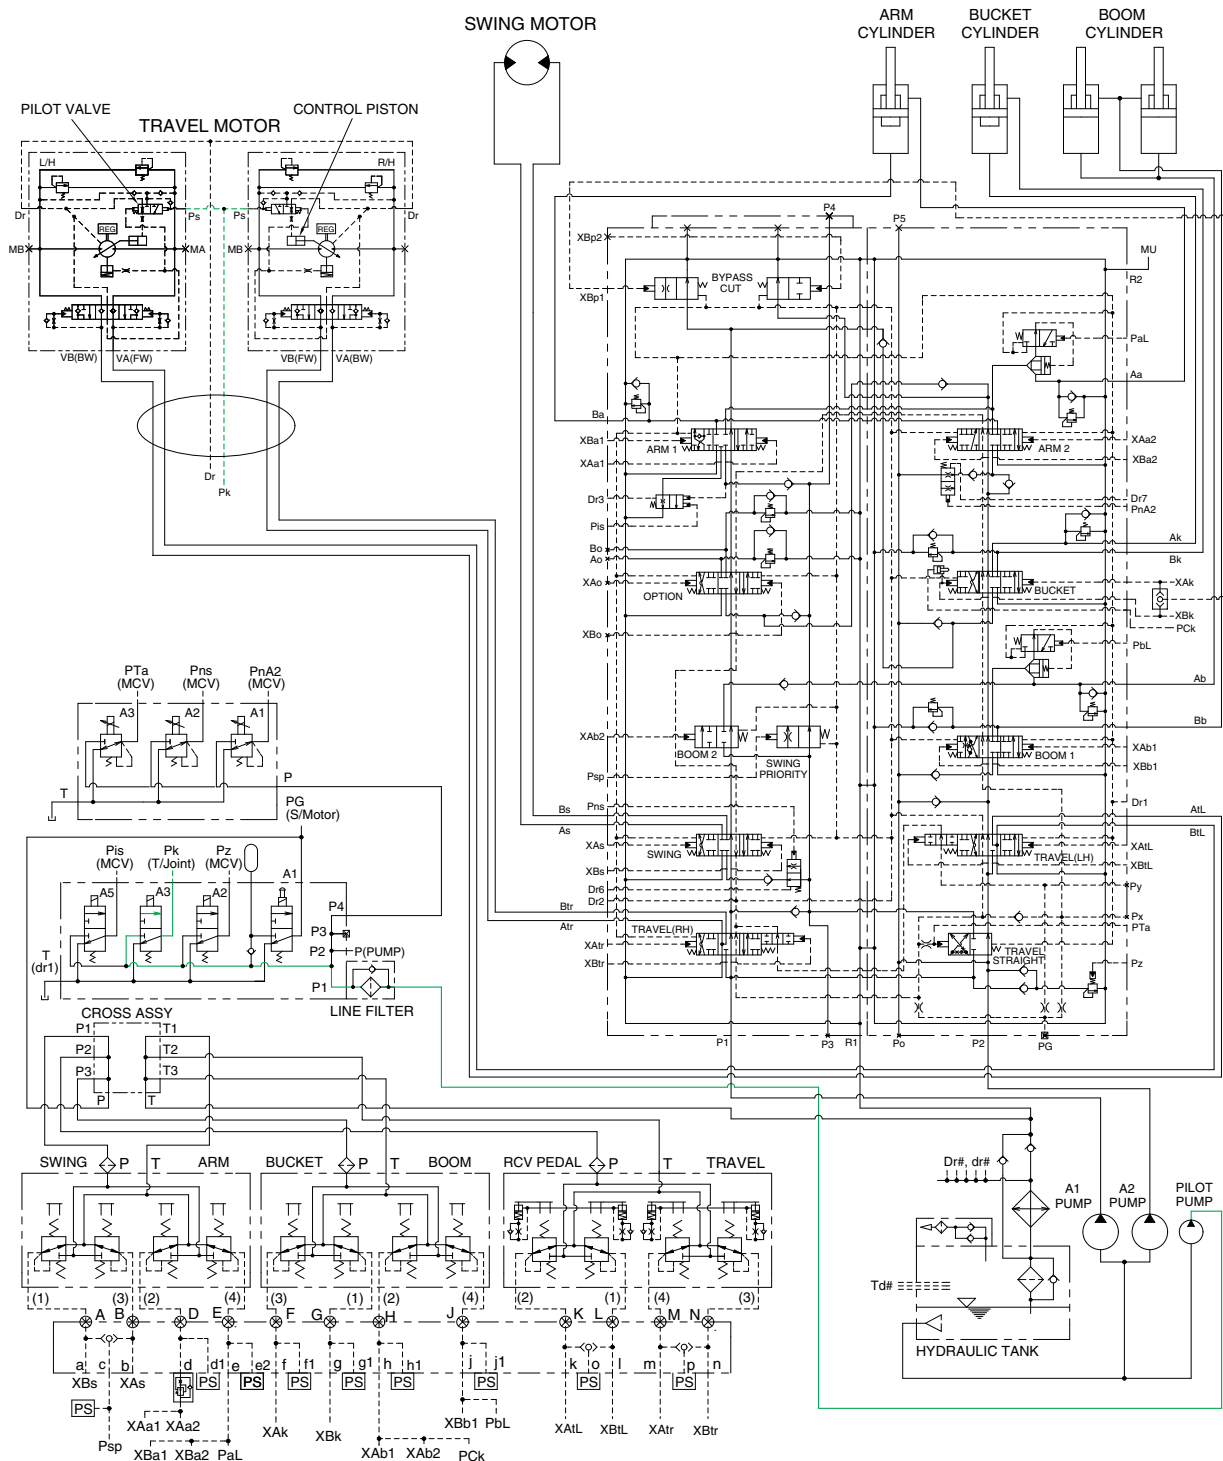 SWING MOTOR
ARM
CYLINDER
BUCKET
CYLINDER
BOOM
CYLINDER
PILOT VALVE
CONTROL PISTON
TRAVEL MOTOR
L/H
R/H
Dr
Ps
Ps
Dr
REG
REG
MB
MA
MB
VB(BW)
VA(FW)
VB(FW)
VA(BW)
Dr
Pk
P4
P5
XBp2
BYPASS
CUT
XBp1
MU
R2
PaL
Aa
Ba
XBa1
ARM 1
XAa1
ARM 2
XAa2
XBa2
Dr3
Pis
Dr7
PnA2
Bo
Ao
Ak
Bk
XAo
OPTION
XBo
BUCKET
XAk
XBk
PCk
PbL
Ab
Bb
XAb2
BOOM 2
SWING
PRIORITY
Psp
BOOM 1
XAb1
XBb1
Pns
Bs
As
Dr1
AtL
BtL
XAs
SWING
XBs
Dr6
Dr2
TRAVEL(LH)
XAtL
XBtL
Py
Btr
Atr
TRAVEL(RH)
XAtr
XBtr
Px
PTa
TRAVEL
STRAIGHT
Pz
P1
P3
R1
Po
P2
PG
PTa
(MCV)
Pns
(MCV)
PnA2
(MCV)
A3
A2
A1
P
T
PG
(S/Motor)
Pis
(MCV)
Pk
(T/Joint)
Pz
(MCV)
A5
A3
A2
A1
P4
P3
P2
P(PUMP)
T
(dr1)
P1
LINE FILTER
CROSS ASSY
P1
T1
P2
T2
P3
T3
P
T
SWING
P
T
ARM
BUCKET
P
T
BOOM
RCV PEDAL
P
T
TRAVEL
(1)
(3)
(2)
(4)
(3)
(1)
(2)
(4)
(2)
(1)
(4)
(3)
A
B
D
E
F
G
H
J
K
L
M
N
a
c
b
d
d1
e
e2
f
f1
g
g1
h
h1
j
j1
k
o
l
m
p
n
XBs
XAs
PS
PS
PS
PS
PS
PS
PS
PS
PS
Psp
XAa1
XAa2
XBa1
XBa2
PaL
XAk
XBk
XAb1
XAb2
PCk
XBb1
PbL
XAtL
XBtL
XAtr
XBtr
Dr#, dr#
A1
PUMP
A2
PUMP
PILOT
PUMP
Td#
HYDRAULIC TANK